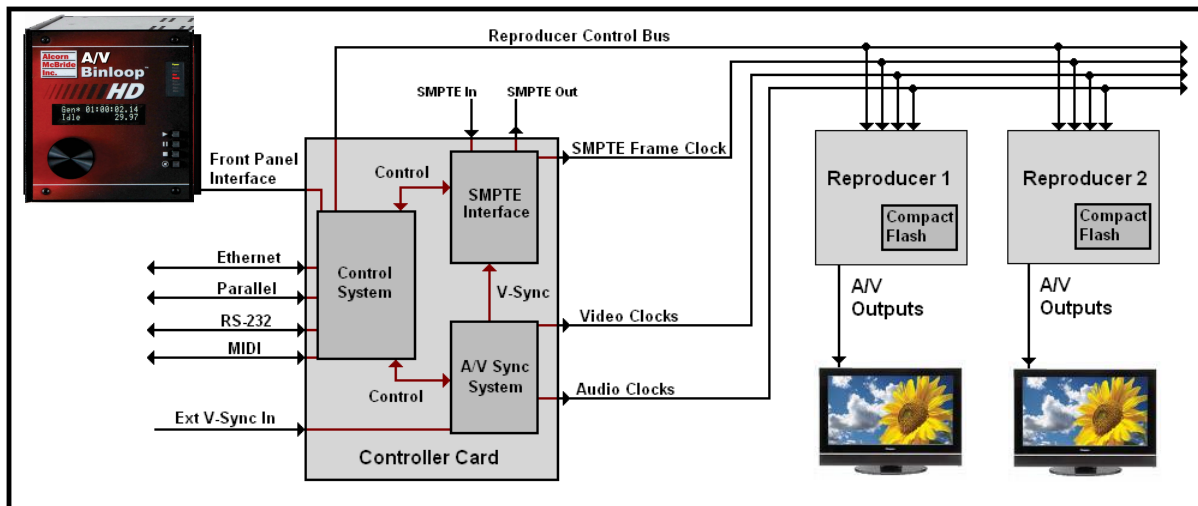 Alcorn
McBride
Inc.
A/V
Binloop™
HD
Gen* 01:00:02.14
Idle 29.97
Reproducer Control Bus
SMPTE In
SMPTE Out
SMPTE Frame Clock
Front Panel
Interface
Control
SMPTE
Interface
Reproducer 1
Compact
Flash
Reproducer 2
Compact
Flash
Ethernet
Parallel
RS-232
MIDI
Control
System
V-Sync
Video Clocks
A/V
Outputs
A/V
Outputs
A/V Sync
System
Control
Audio Clocks
Ext V-Sync In
Controller Card